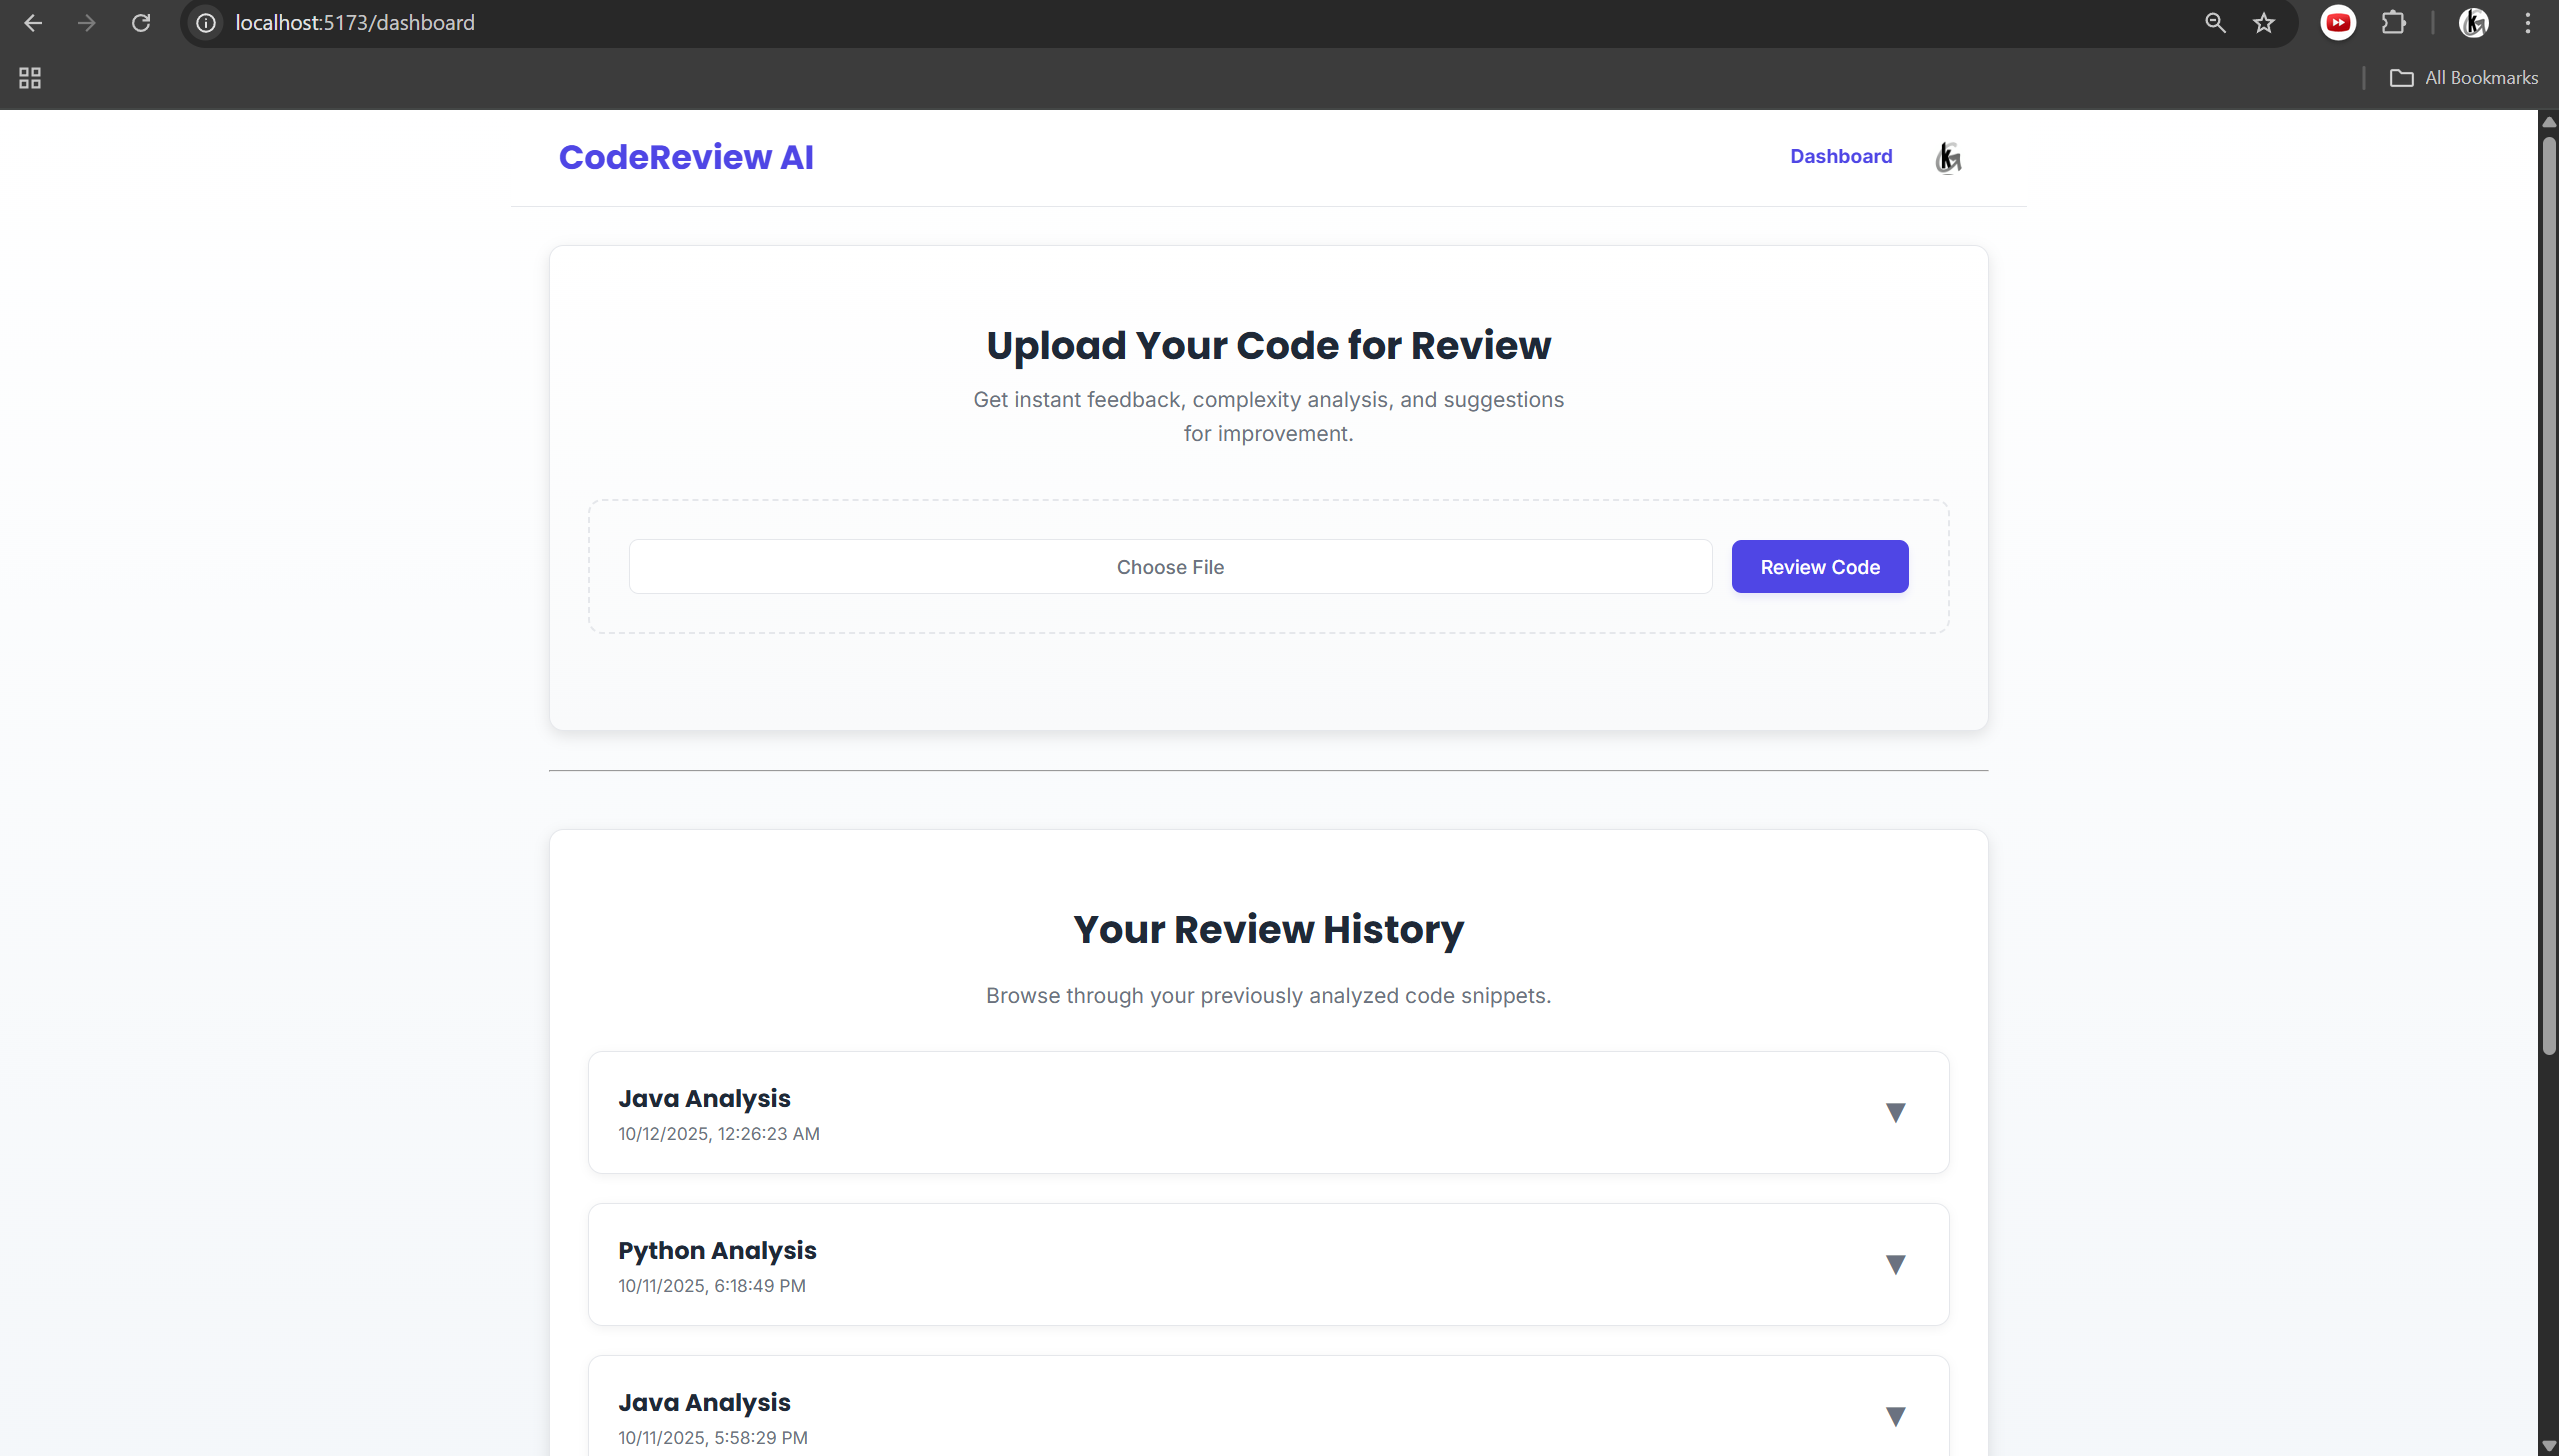 localhost:5173/dashboard
All Bookmarks
CodeReview AI
Dashboard
Upload Your Code for Review
Get instant feedback, complexity analysis, and suggestions
for improvement.
Choose File
Review Code
Your Review History
Browse through your previously analyzed code snippets.
Java Analysis
10/12/2025, 12:26:23 AM
Python Analysis
10/11/2025, 6:18:49 PM
Java Analysis
10/11/2025, 5:58:29 PM